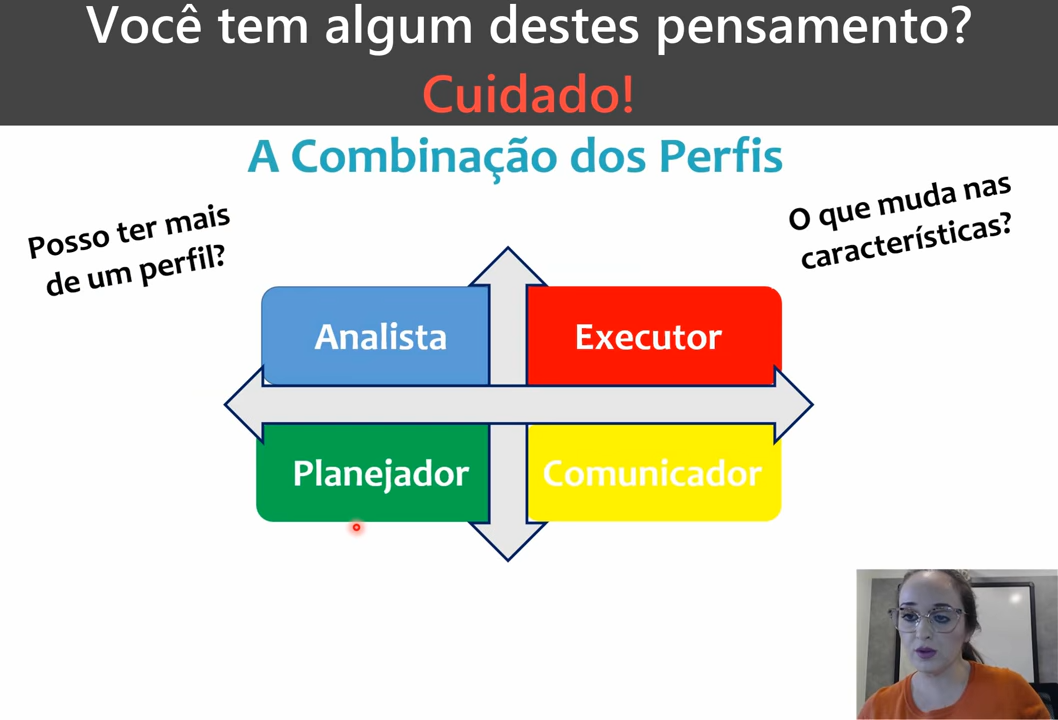 Você tem algum destes pensamento?
Cuidado!
A Combinação dos Perfis
Posso ter mais
de um perfil?
O que muda nas
características?
Analista
Executor
Planejador
Comunicador